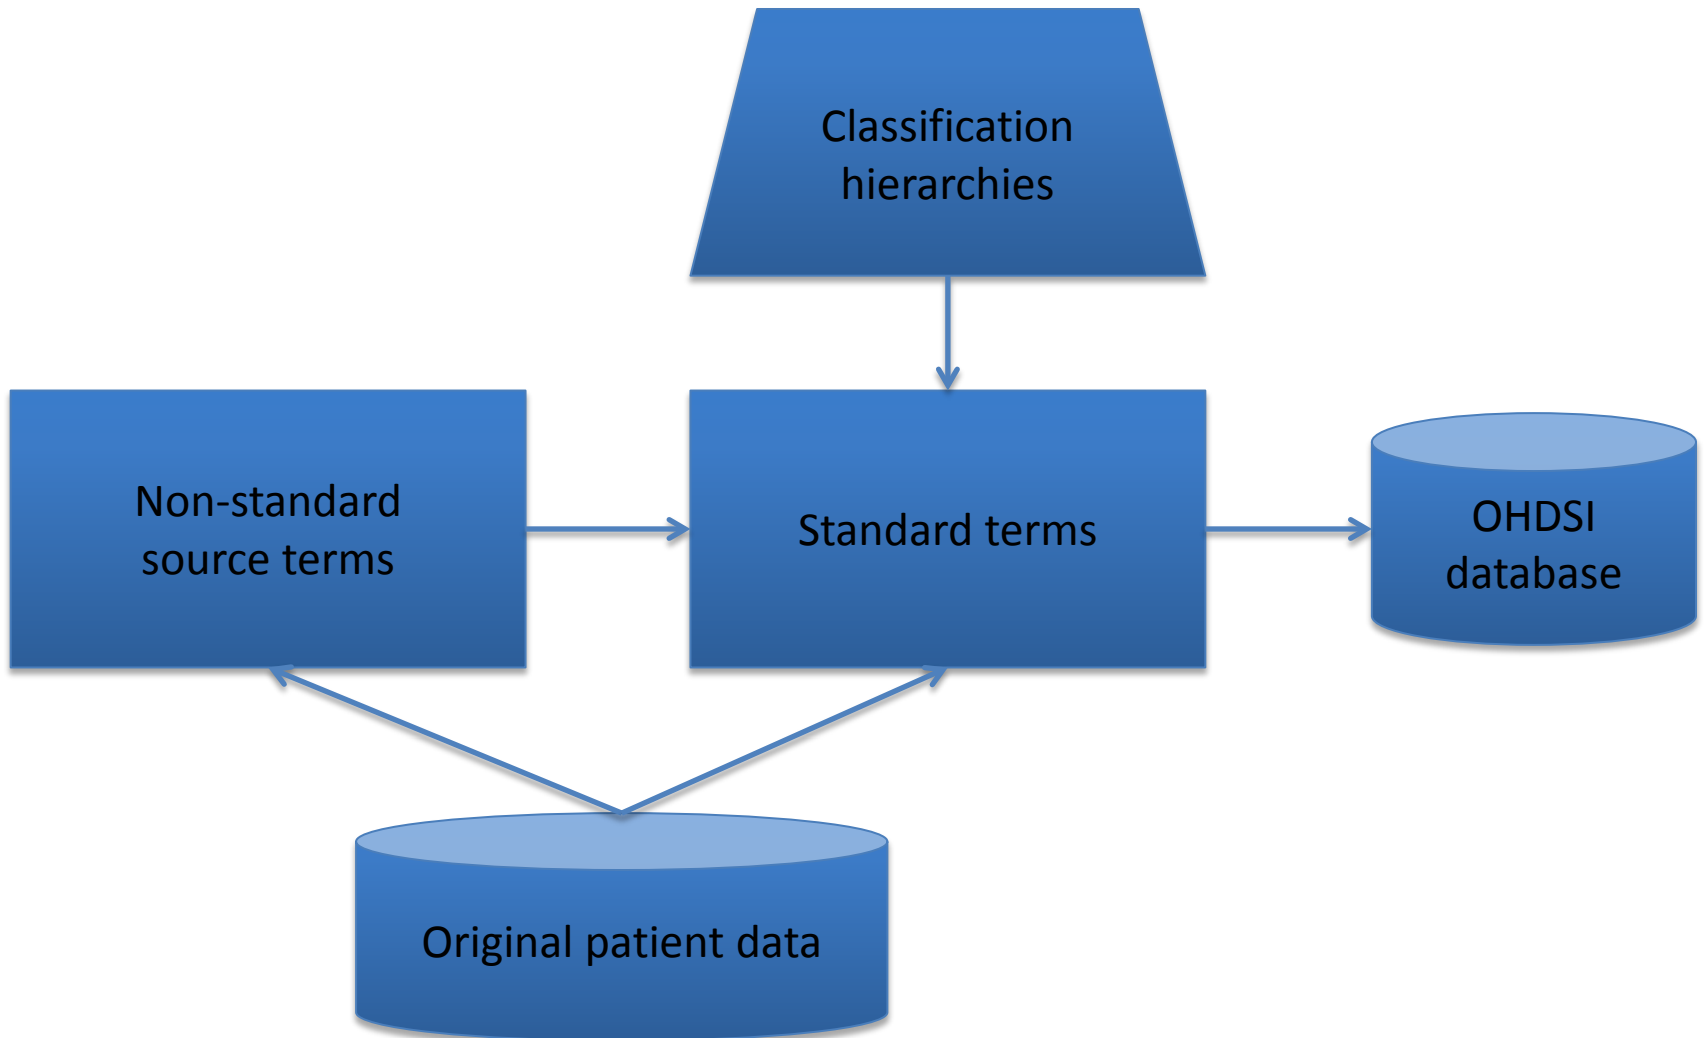 Classification
hierarchies
Non-standard
source terms
Standard terms
OHDSI
database
Original patient data